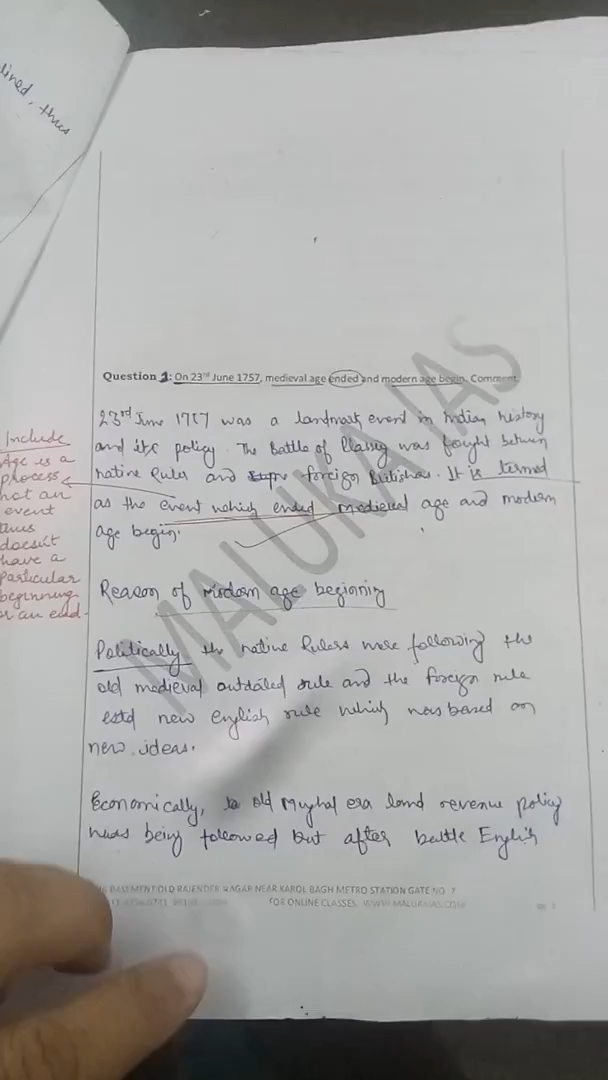 lined, thus
Question 1: On 23rd June 1757, medieval age ended and modern age begin. Comment.
23rd June 1757 was a landmark event in Indian history
and its policy. The Battle of Plassey was fought between
native Rulers and foreign Britishers. It is termed
as the event which ended medieval age and modern
age begin.
Include
Age is a
process
not an
event
thus
doesn't
have a
particular
beginning
or an end.
Reason of modern age beginning
Politically the native Rulers were following the
old medieval outdated rule and the foreign rule
estd new english rule which was based on
new ideas.
Economically, old Mughal era land revenue policy
was being followed but after battle English
MALUKA IAS
BASEMENT OLD RAJENDER NAGAR NEAR KAROL BAGH METRO STATION GATE NO
FOR ONLINE CLASSES WWW.MALUKAIAS.COM